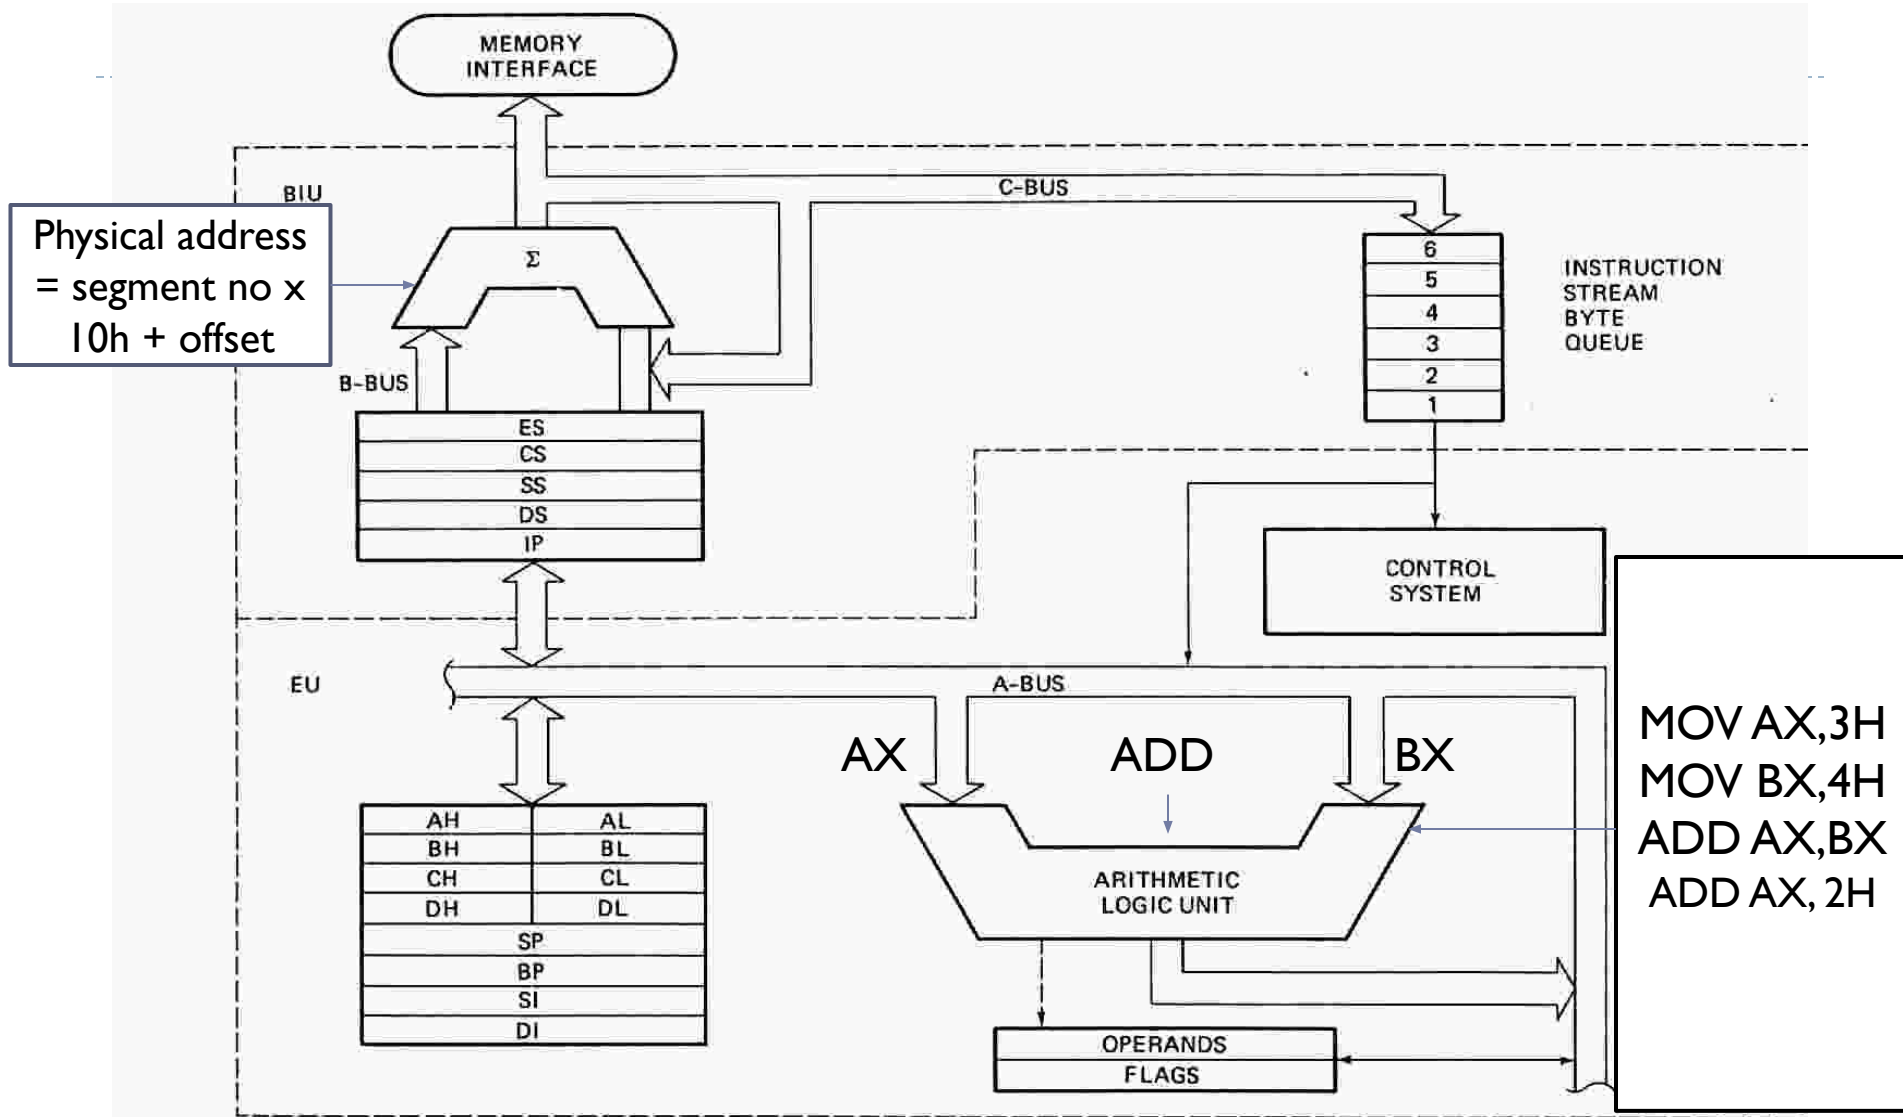 MEMORY
INTERFACE
BIU
C-BUS
Physical address
= segment no x
10h + offset
Σ
6
5
4
3
2
1
INSTRUCTION
STREAM
BYTE
QUEUE
B-BUS
ES
CS
SS
DS
IP
CONTROL
SYSTEM
EU
A-BUS
AX
ADD
BX
MOV AX,3H
MOV BX,4H
ADD AX,BX
ADD AX, 2H
AH AL
BH BL
CH CL
DH DL
SP
BP
SI
DI
ARITHMETIC
LOGIC UNIT
OPERANDS
FLAGS